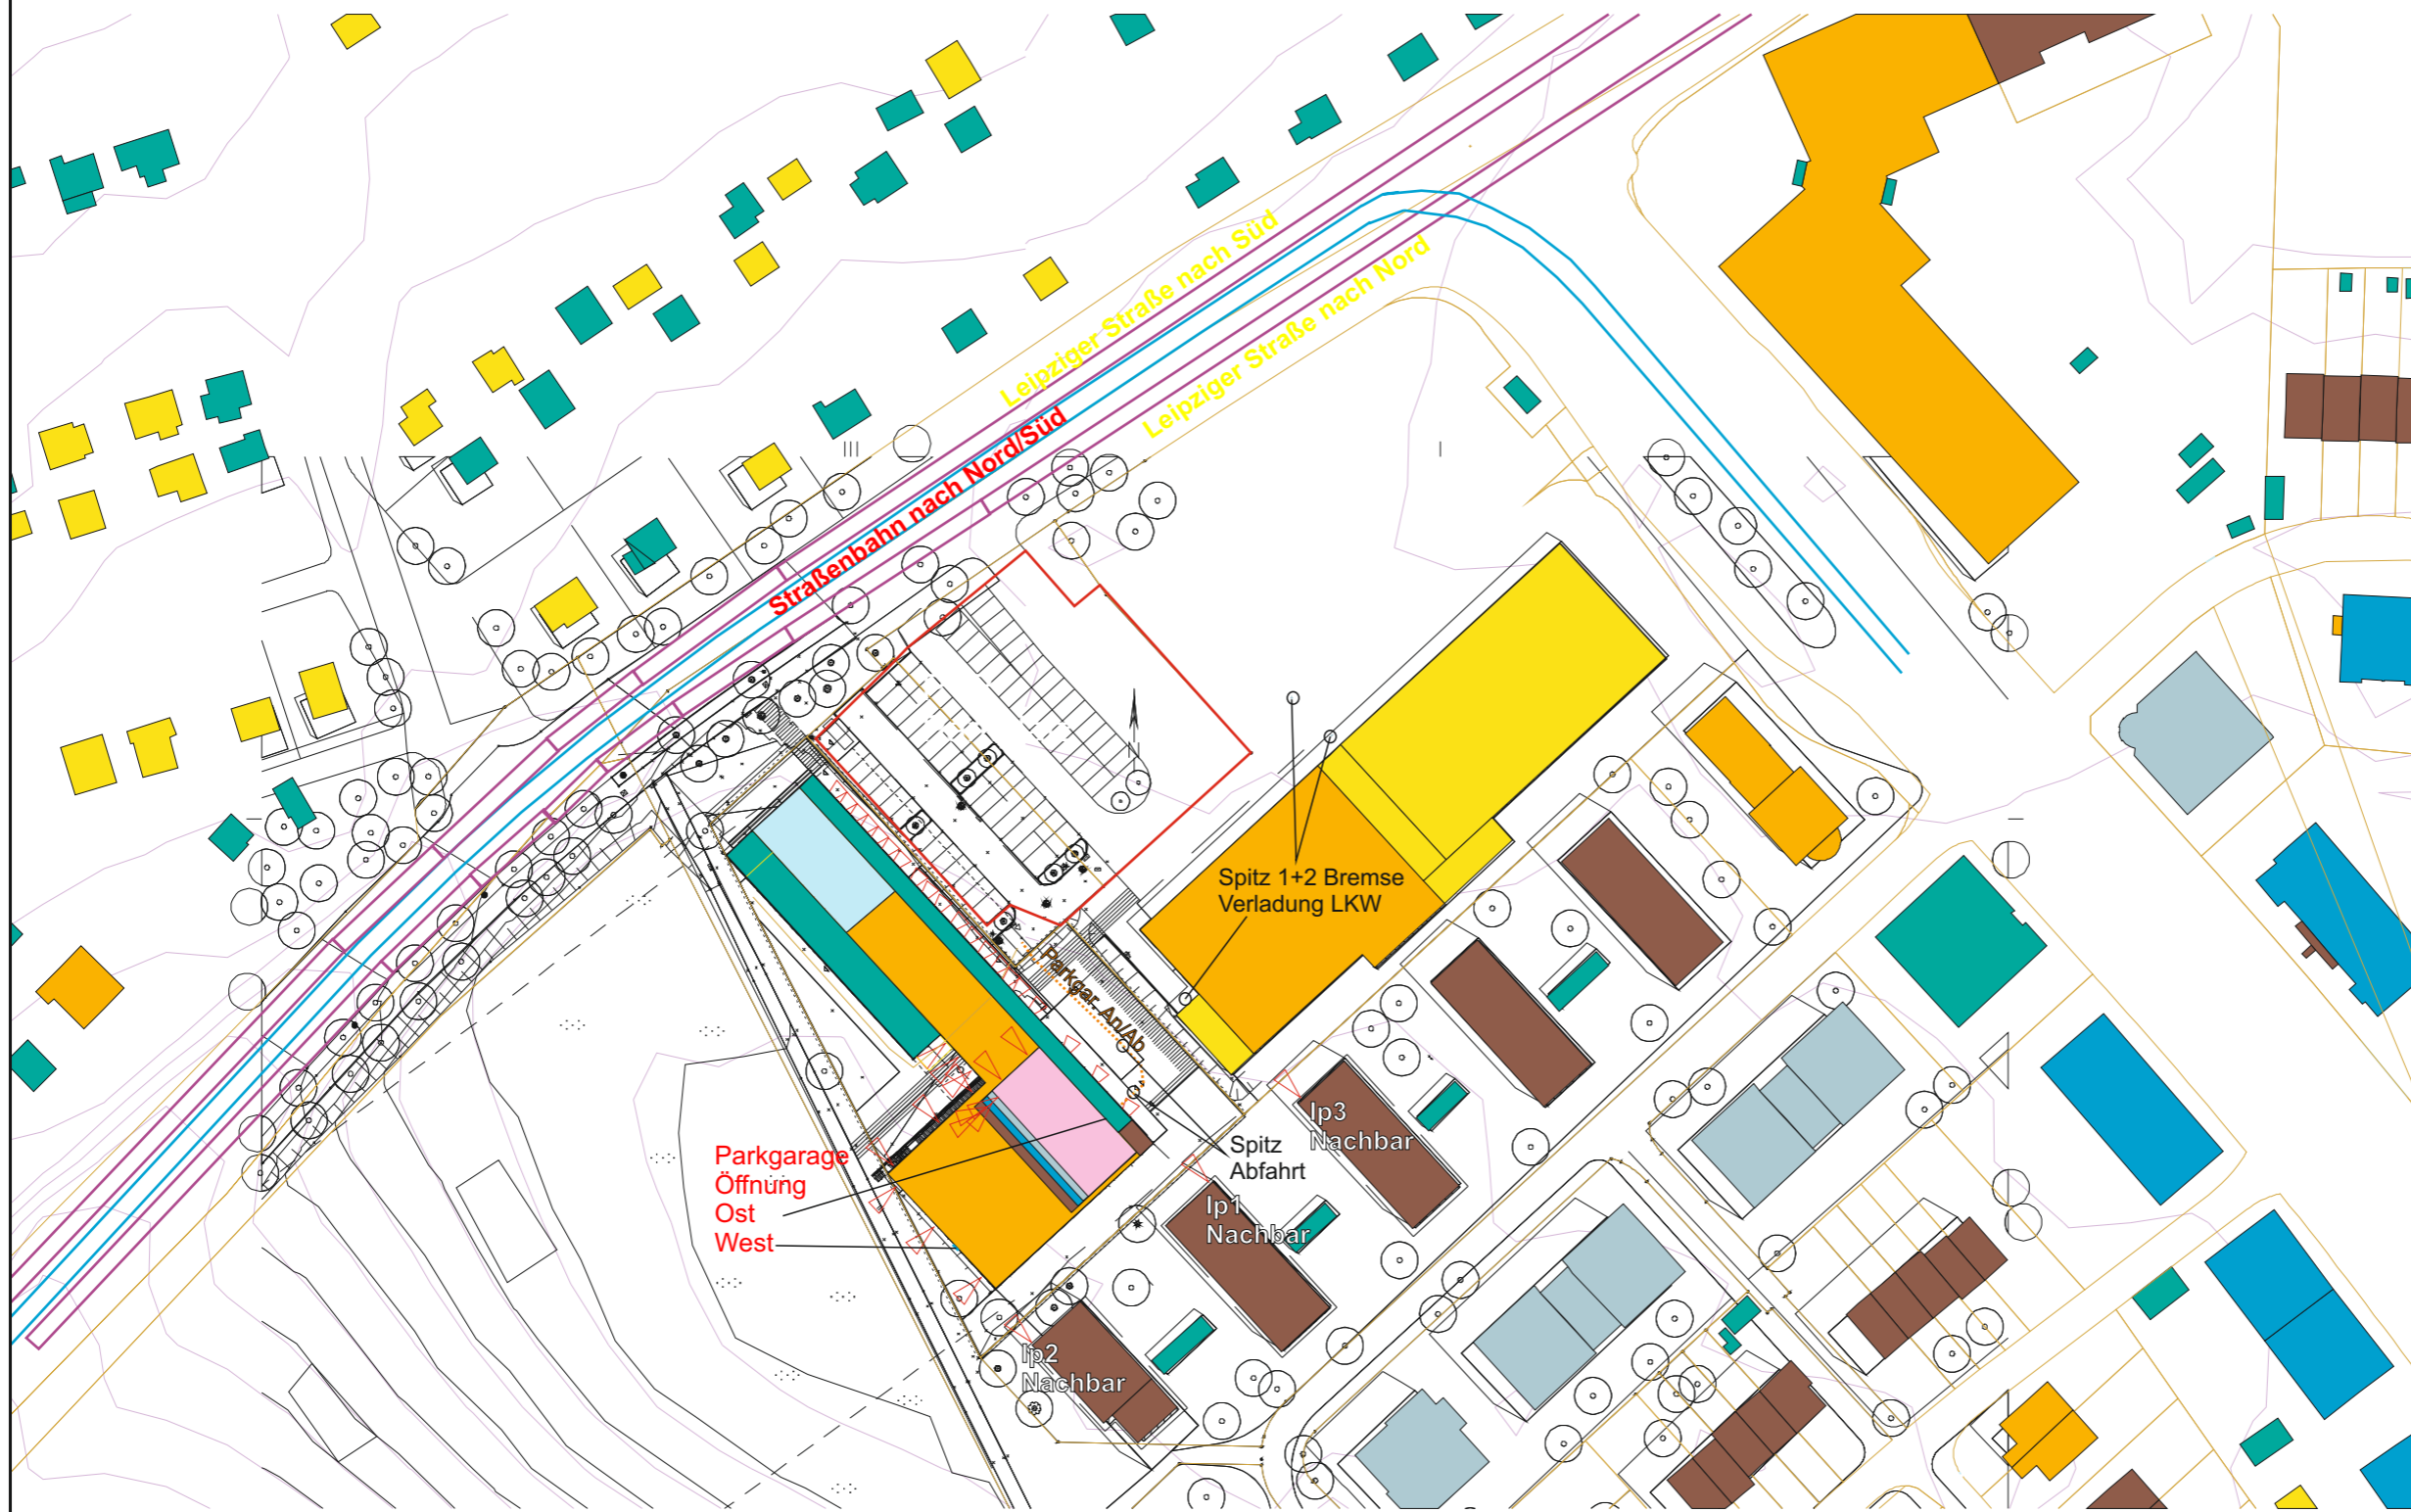 Leipziger Straße nach Süd
Leipziger Straße nach Nord
Straßenbahn nach Nord/Süd
III
I
N
Spitz 1+2 Bremse
Verladung LKW
Parkgar. An/Ab
Parkgarage
Öffnung
Ost
West
Spitz
Abfahrt
Ip3
Nachbar
Ip1
Nachbar
Ip2
Nachbar